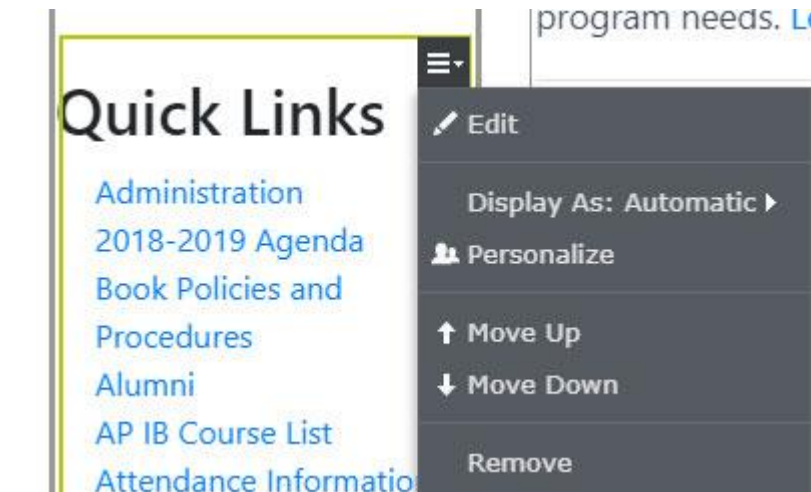 program needs.
Quick Links
Administration
2018-2019 Agenda
Book Policies and
Procedures
Alumni
AP IB Course List
Attendance
Edit
Display As: Automatic
Personalize
Move Up
Move Down
Remove